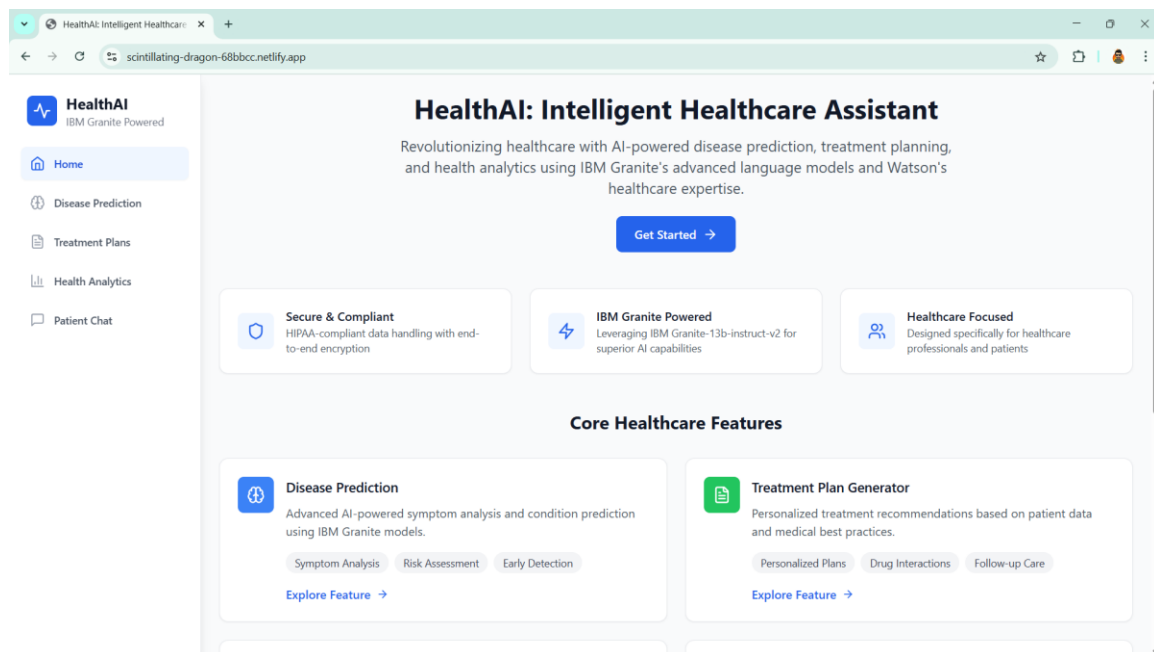 HealthAI: Intelligent Healthcare
scintillating-dragon-68bbcc.netlify.app
HealthAI
IBM Granite Powered
Home
Disease Prediction
Treatment Plans
Health Analytics
Patient Chat
HealthAI: Intelligent Healthcare Assistant
Revolutionizing healthcare with AI-powered disease prediction, treatment planning,
and health analytics using IBM Granite's advanced language models and Watson's
healthcare expertise.
Get Started →
Secure & Compliant
HIPAA-compliant data handling with end-
to-end encryption
IBM Granite Powered
Leveraging IBM Granite-13b-instruct-v2 for
superior AI capabilities
Healthcare Focused
Designed specifically for healthcare
professionals and patients
Core Healthcare Features
Disease Prediction
Advanced AI-powered symptom analysis and condition prediction
using IBM Granite models.
Symptom Analysis Risk Assessment Early Detection
Explore Feature →
Treatment Plan Generator
Personalized treatment recommendations based on patient data
and medical best practices.
Personalized Plans Drug Interactions Follow-up Care
Explore Feature →